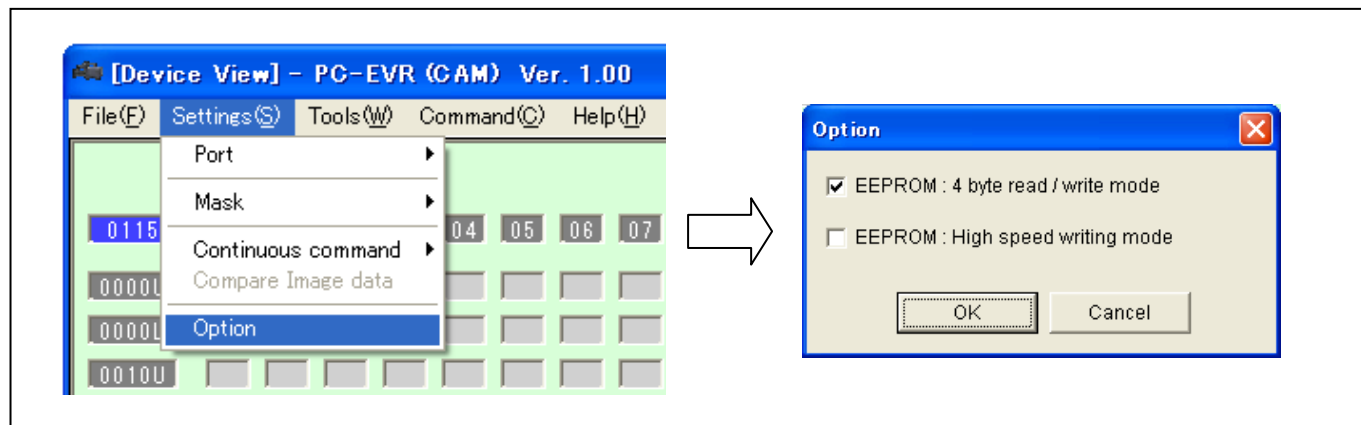 [Device View] - PC-EVR (CAM) Ver. 1.00
File(F) Settings(S) Tools(W) Command(C) Help(H)
Port
Mask
Continuous command
Compare Image data
Option
0115 04 05 06 07
0000U
0000L
0010U
Option
EEPROM : 4 byte read / write mode
EEPROM : High speed writing mode
OK Cancel